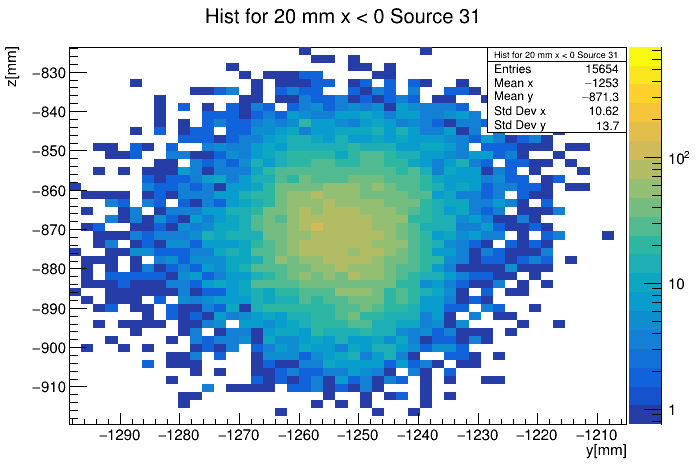 Hist for 20 mm x < 0 Source 31
z[mm]
Hist for 20 mm x < 0 Source 31
Entries 15654
Mean x −1253
Mean y −871.3
Std Dev x 10.62
Std Dev y 13.7
−830
−840
−850
−860
−870
−880
−890
−900
−910
10²
10
1
−1290 −1280 −1270 −1260 −1250 −1240 −1230 −1220 −1210
y[mm]